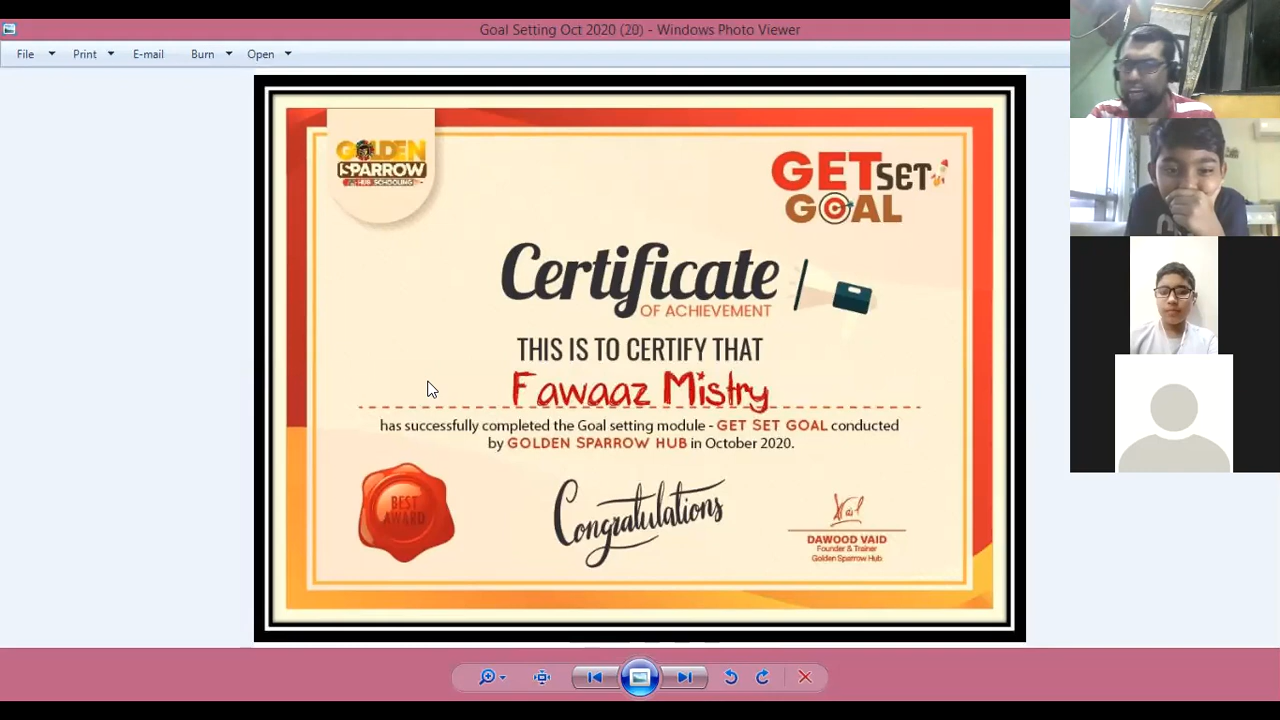 Goal Setting Oct 2020 (20) - Windows Photo Viewer
File Print E-mail Burn Open
GOLDEN
SPARROW
HUB SCHOOLING
GET SET
GOAL
Certificate
OF ACHIEVEMENT
THIS IS TO CERTIFY THAT
Fawaaz Mistry
has successfully completed the Goal setting module - GET SET GOAL conducted
by GOLDEN SPARROW HUB in October 2020.
BEST
AWARD
Congratulations
DAWOOD VAID
Founder & Trainer
Golden Sparrow Hub